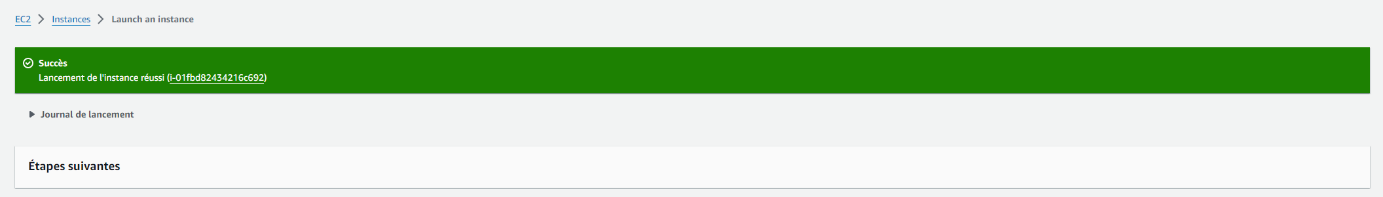 EC2 > Instances > Launch an instance
Succès
Lancement de l'instance réussi (i-01fbd82434216c692)
Journal de lancement
Étapes suivantes